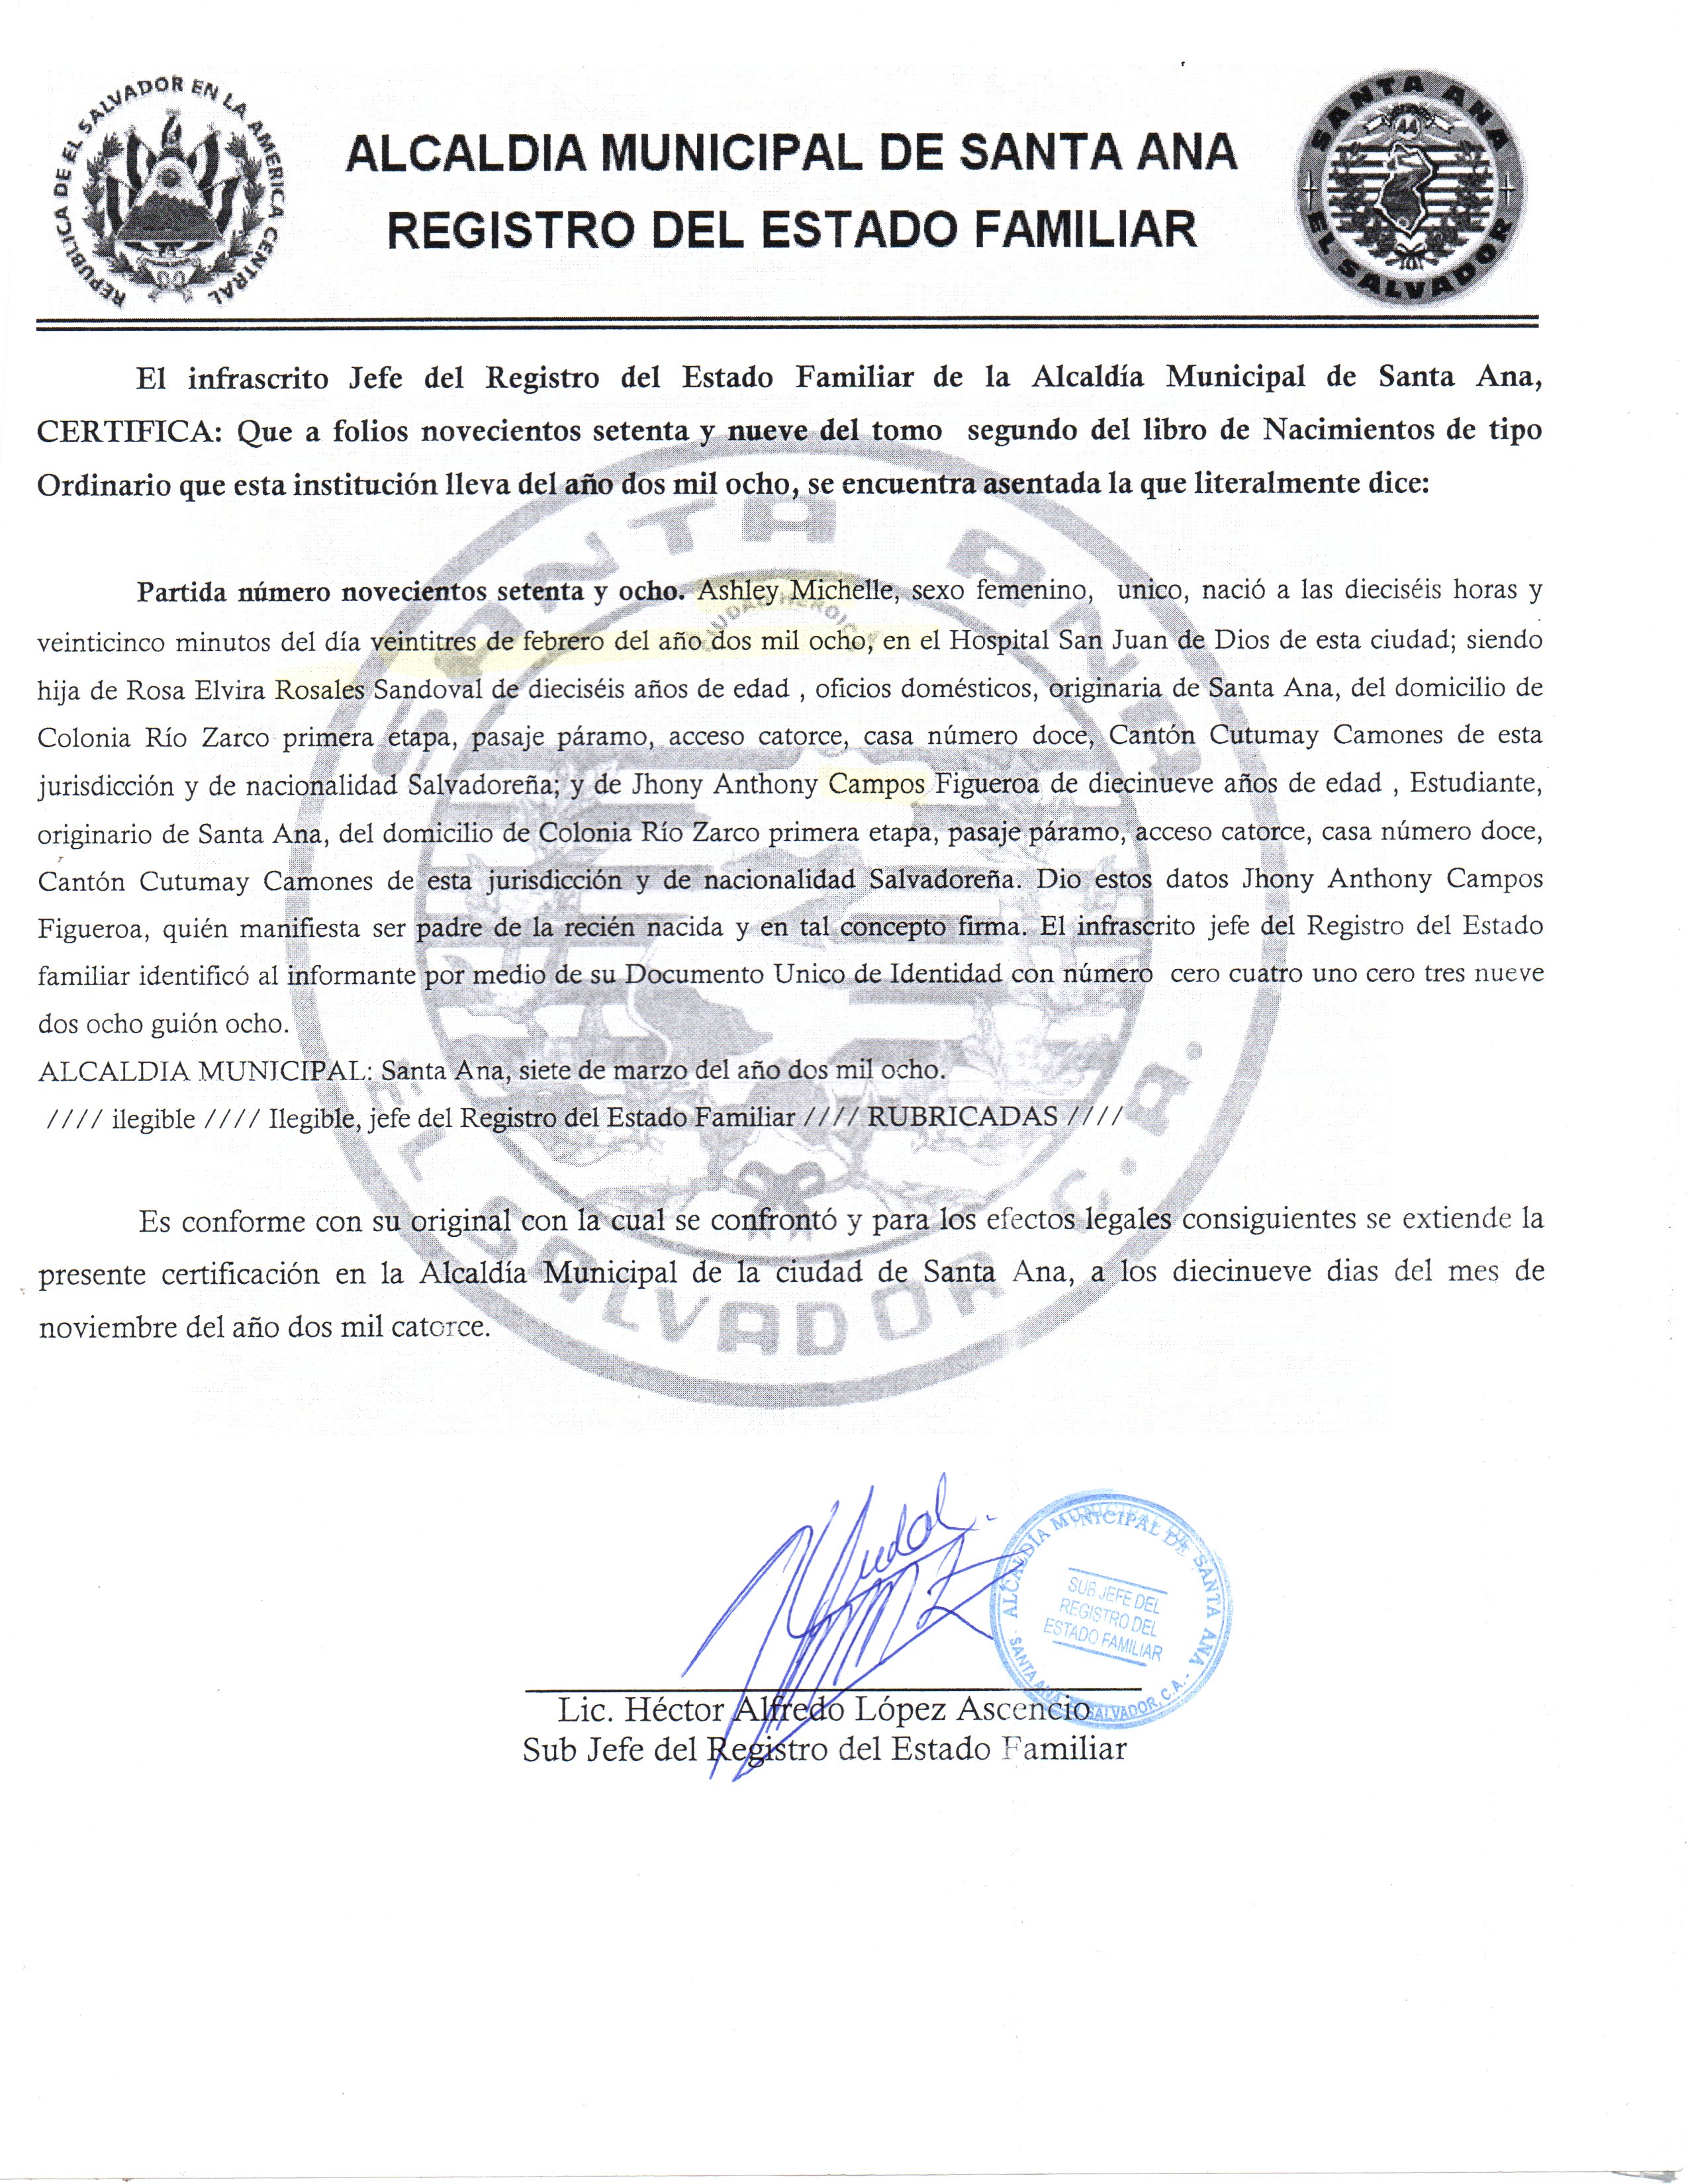 REPUBLICA DE EL SALVADOR EN LA AMERICA CENTRAL
SANTA ANA
44
EL SALVADOR
ALCALDIA MUNICIPAL DE SANTA ANA
REGISTRO DEL ESTADO FAMILIAR
El infrascrito Jefe del Registro del Estado Familiar de la Alcaldía Municipal de Santa Ana,
CERTIFICA: Que a folios novecientos setenta y nueve del tomo segundo del libro de Nacimientos de tipo
Ordinario que esta institución lleva del año dos mil ocho, se encuentra asentada la que literalmente dice:
Partida número novecientos setenta y ocho. Ashley Michelle, sexo femenino, unico, nació a las dieciséis horas y
veinticinco minutos del día veintitres de febrero del año dos mil ocho, en el Hospital San Juan de Dios de esta ciudad; siendo
hija de Rosa Elvira Rosales Sandoval de dieciséis años de edad , oficios domésticos, originaria de Santa Ana, del domicilio de
Colonia Río Zarco primera etapa, pasaje páramo, acceso catorce, casa número doce, Cantón Cutumay Camones de esta
jurisdicción y de nacionalidad Salvadoreña; y de Jhony Anthony Campos Figueroa de diecinueve años de edad , Estudiante,
originario de Santa Ana, del domicilio de Colonia Río Zarco primera etapa, pasaje páramo, acceso catorce, casa número doce,
Cantón Cutumay Camones de esta jurisdicción y de nacionalidad Salvadoreña. Dio estos datos Jhony Anthony Campos
Figueroa, quién manifiesta ser padre de la recién nacida y en tal concepto firma. El infrascrito jefe del Registro del Estado
familiar identificó al informante por medio de su Documento Unico de Identidad con número cero cuatro uno cero tres nueve
dos ocho guión ocho.
ALCALDIA MUNICIPAL: Santa Ana, siete de marzo del año dos mil ocho.
//// ilegible //// Ilegible, jefe del Registro del Estado Familiar //// RUBRICADAS ////
Es conforme con su original con la cual se confrontó y para los efectos legales consiguientes se extiende la
presente certificación en la Alcaldía Municipal de la ciudad de Santa Ana, a los diecinueve dias del mes de
noviembre del año dos mil catorce.
SANTA ANA
CIUDAD HEROICA
EL SALVADOR C.A.
ALCALDÍA MUNICIPAL DE SANTA ANA
SUB JEFE DEL
REGISTRO DEL
ESTADO FAMILIAR
SANTA ANA, EL SALVADOR, C.A.
Lic. Héctor Alfredo López Ascencio
Sub Jefe del Registro del Estado Familiar